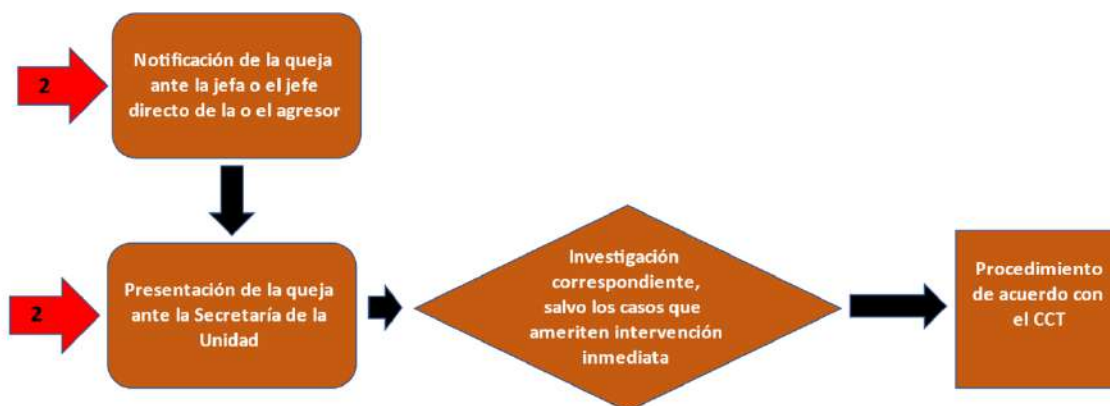 2
Notificación de la queja
ante la jefa o el jefe
directo de la o el agresor
2
Presentación de la queja
ante la Secretaría de la
Unidad
Investigación
correspondiente,
salvo los casos que
ameriten intervención
inmediata
Procedimiento
de acuerdo con
el CCT